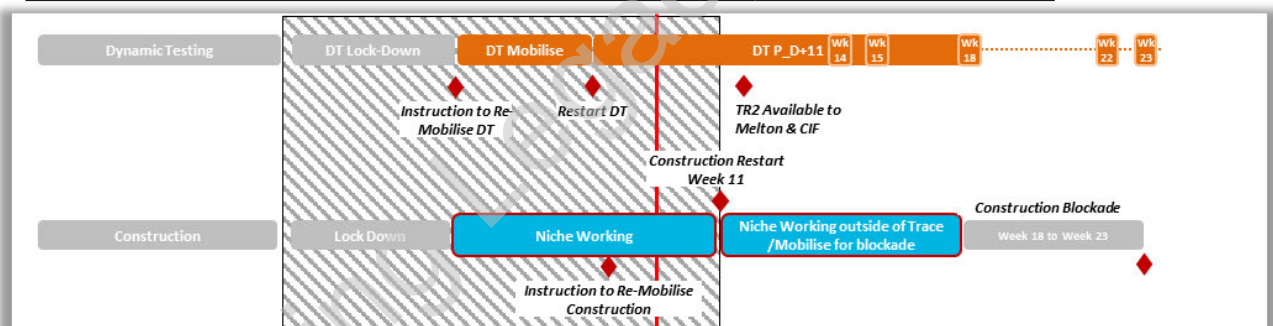 Dynamic Testing
DT Lock-Down
DT Mobilise
DT P_D+11
Wk
14
Wk
15
Wk
18
Wk
22
Wk
23
Instruction to Re-
Mobilise DT
Restart DT
TR2 Available to
Melton & CIF
Construction Restart
Week 11
Construction Blockade
Construction
Lock Down
Niche Working
Niche Working outside of Trace
/Mobilise for blockade
Week 18 to Week 23
Instruction to Re-Mobilise
Construction